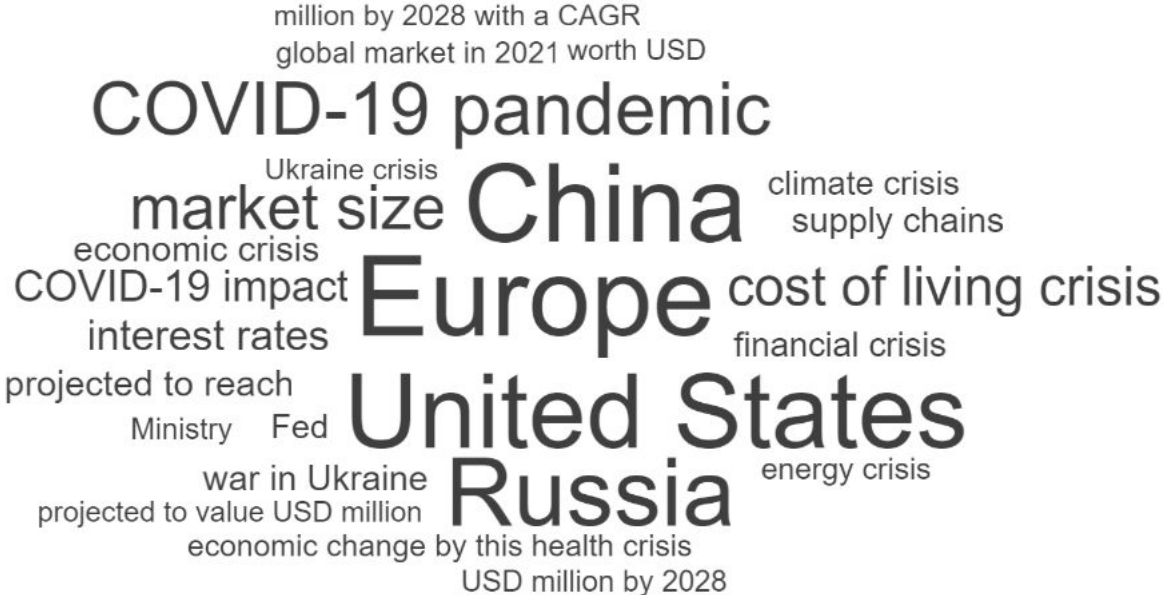 million by 2028 with a CAGR
global market in 2021 worth USD
COVID-19 pandemic
Ukraine crisis
market size China climate crisis
supply chains
economic crisis
COVID-19 impact Europe cost of living crisis
interest rates
financial crisis
projected to reach
United States
Ministry Fed
war in Ukraine Russia energy crisis
projected to value USD million
economic change by this health crisis
USD million by 2028